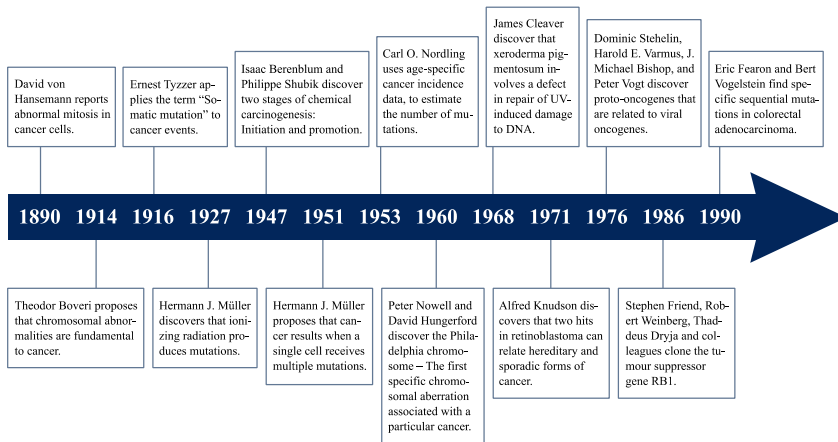 David von
Hansemann reports
abnormal mitosis in
cancer cells.
Ernest Tyzzer ap
plies the term “So
matic mutation” to
cancer events.
Isaac Berenblum and
Philippe Shubik discover
two stages of chemical
carcinogenesis:
Initiation and promotion.
Carl O. Nordling
uses age-specific
cancer incidence
data, to estimate
the number of mu
tations.
James Cleaver
discover that
xeroderma pig
mentosum in
volves a defect
in repair of UV-
induced damage
to DNA.
Dominic Stehelin,
Harold E. Varmus, J.
Michael Bishop, and
Peter Vogt discover
proto-oncogenes that
are related to viral
oncogenes.
Eric Fearon and Bert
Vogelstein find spe
cific sequential muta
tions in colorectal
adenocarcinoma.
1890 1914 1916 1927 1947 1951 1953 1960 1968 1971 1976 1986 1990
Theodor Boveri proposes
that chromosomal abnor
malities are fundamental
to cancer.
Hermann J. Müller
discovers that ion
izing radiation pro
duces mutations.
Hermann J. Müller
proposes that can
cer results when a
single cell receives
multiple mutations.
Peter Nowell and
David Hungerford
discover the Phila
delphia chromo
some – The first
specific chromo
somal aberration
associated with a
particular cancer.
Alfred Knudson dis
covers that two hits
in retinoblastoma can
relate hereditary and
sporadic forms of
cancer.
Stephen Friend, Rob
ert Weinberg, Thad
deus Dryja and col
leagues clone the tu
mour suppressor
gene RB1.